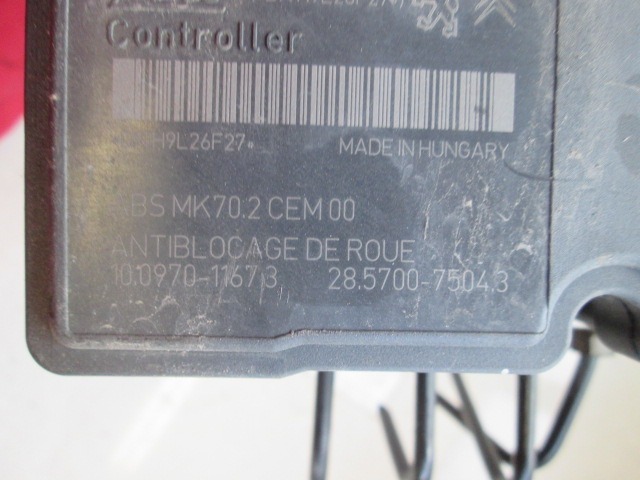 Controller
H9L26F27*
MADE IN HUNGARY
ABS MK70.2 CEM 00
ANTIBLOCAGE DE ROUE
10.0970-1167.3 28.5700-7504.3